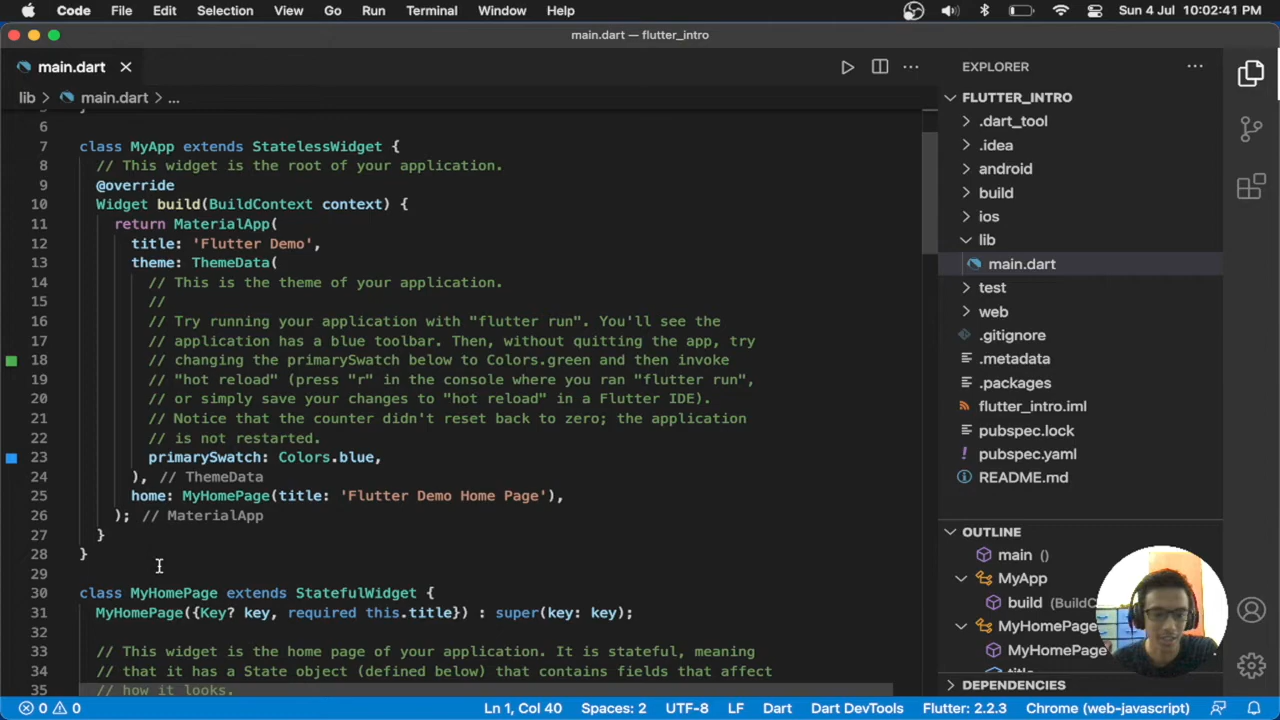 Code File Edit Selection View Go Run Terminal Window Help Sun 4 Jul 10:02:41 PM
main.dart — flutter_intro
main.dart
lib > main.dart > ...
6
7 class MyApp extends StatelessWidget {
8 // This widget is the root of your application.
9 @override
10 Widget build(BuildContext context) {
11 return MaterialApp(
12 title: 'Flutter Demo',
13 theme: ThemeData(
14 // This is the theme of your application.
15 //
16 // Try running your application with "flutter run". You'll see the
17 // application has a blue toolbar. Then, without quitting the app, try
18 // changing the primarySwatch below to Colors.green and then invoke
19 // "hot reload" (press "r" in the console where you ran "flutter run",
20 // or simply save your changes to "hot reload" in a Flutter IDE).
21 // Notice that the counter didn't reset back to zero; the application
22 // is not restarted.
23 primarySwatch: Colors.blue,
24 ), // ThemeData
25 home: MyHomePage(title: 'Flutter Demo Home Page'),
26 ); // MaterialApp
27 }
28 }
29
30 class MyHomePage extends StatefulWidget {
31 MyHomePage({Key? key, required this.title}) : super(key: key);
32
33 // This widget is the home page of your application. It is stateful, meaning
34 // that it has a State object (defined below) that contains fields that affect
35 // how it looks.
EXPLORER
FLUTTER_INTRO
.dart_tool
.idea
android
build
ios
lib
main.dart
test
web
.gitignore
.metadata
.packages
flutter_intro.iml
pubspec.lock
pubspec.yaml
README.md
OUTLINE
main ()
MyApp
build (BuildC
MyHomePage
MyHomePage
DEPENDENCIES
0 0 Ln 1, Col 40 Spaces: 2 UTF-8 LF Dart Dart DevTools Flutter: 2.2.3 Chrome (web-javascript)